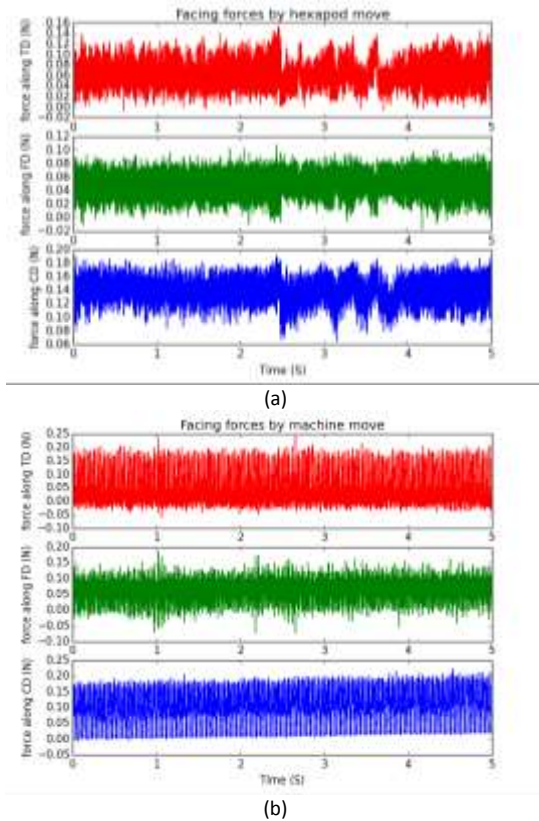 Facing forces by hexapod move
force along TD (N)
0.16
0.14
0.12
0.10
0.08
0.06
0.04
0.02
0.00
−0.02
0 1 2 3 4 5
force along FD (N)
0.12
0.10
0.08
0.06
0.04
0.02
0.00
−0.02
0 1 2 3 4 5
force along CD (N)
0.20
0.18
0.16
0.14
0.12
0.10
0.08
0.06
0 1 2 3 4 5
Time (S)
(a)
Facing forces by machine move
force along TD (N)
0.25
0.20
0.15
0.10
0.05
0.00
−0.05
−0.10
0 1 2 3 4 5
force along FD (N)
0.20
0.15
0.10
0.05
0.00
−0.05
−0.10
0 1 2 3 4 5
force along CD (N)
0.25
0.20
0.15
0.10
0.05
0.00
−0.05
0 1 2 3 4 5
Time (S)
(b)